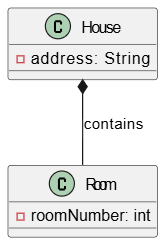 C House
address: String
contains
C Room
roomNumber: int